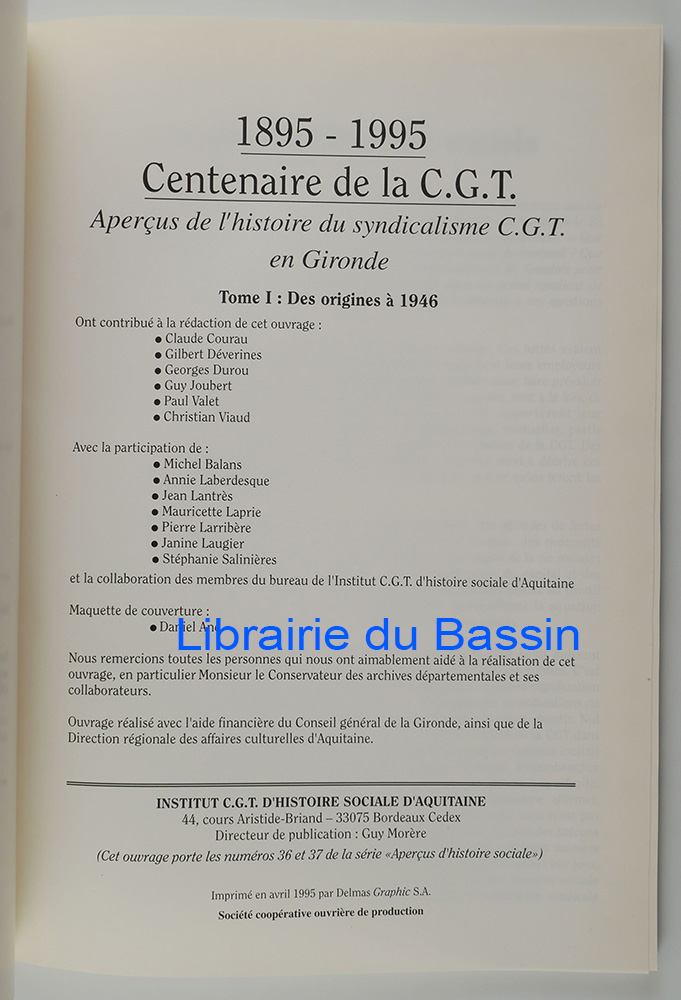 1895 - 1995
Centenaire de la C.G.T.
Aperçus de l'histoire du syndicalisme C.G.T.
en Gironde
Tome I : Des origines à 1946
Ont contribué à la rédaction de cet ouvrage :
● Claude Courau
● Gilbert Déverines
● Georges Durou
● Guy Joubert
● Paul Valet
● Christian Viaud
Avec la participation de :
● Michel Balans
● Annie Laberdesque
● Jean Lantrès
● Mauricette Laprie
● Pierre Larribère
● Janine Laugier
● Stéphanie Salinières
et la collaboration des membres du bureau de l'Institut C.G.T. d'histoire sociale d'Aquitaine
Maquette de couverture :
● Daniel
Librairie du Bassin
Nous remercions toutes les personnes qui nous ont aimablement aidé à la réalisation de cet
ouvrage, en particulier Monsieur le Conservateur des archives départementales et ses
collaborateurs.
Ouvrage réalisé avec l'aide financière du Conseil général de la Gironde, ainsi que de la
Direction régionale des affaires culturelles d'Aquitaine.
INSTITUT C.G.T. D'HISTOIRE SOCIALE D'AQUITAINE
44, cours Aristide-Briand – 33075 Bordeaux Cedex
Directeur de publication : Guy Morère
(Cet ouvrage porte les numéros 36 et 37 de la série «Aperçus d'histoire sociale»)
Imprimé en avril 1995 par Delmas Graphic S.A.
Société coopérative ouvrière de production